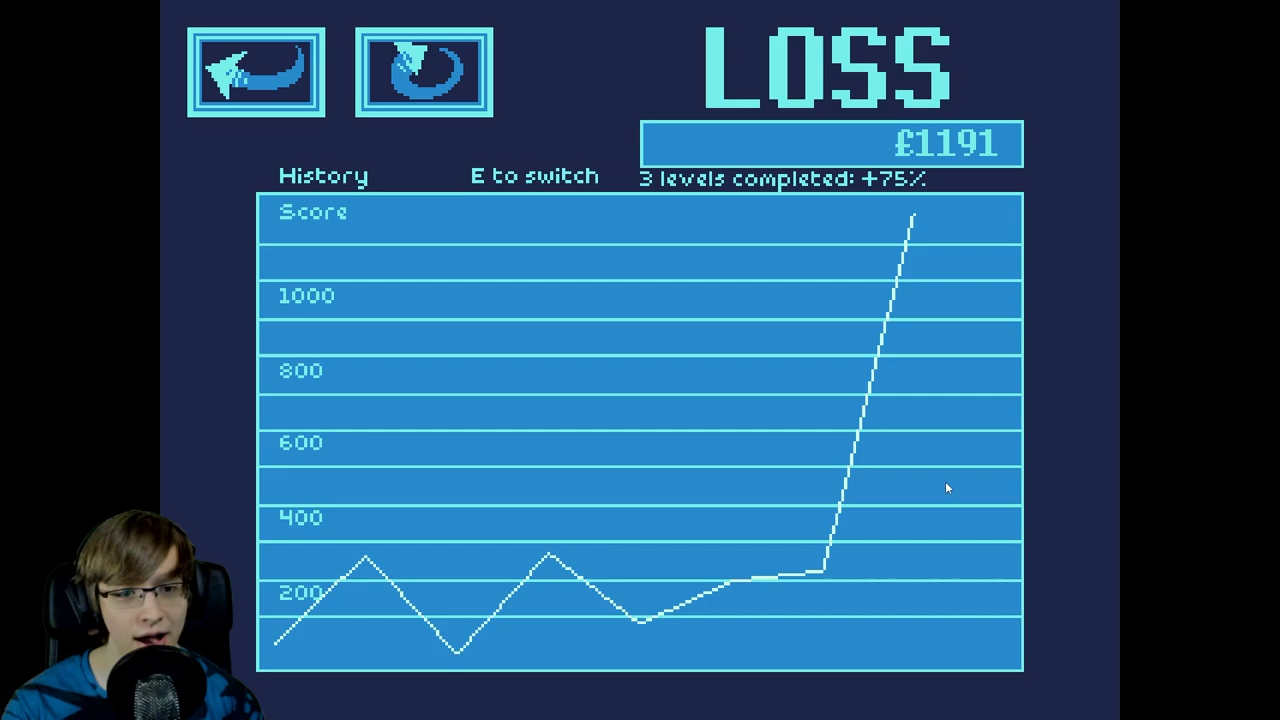 LOSS
£1191
History
E to switch
3 levels completed: +75%
Score
1000
800
600
400
200